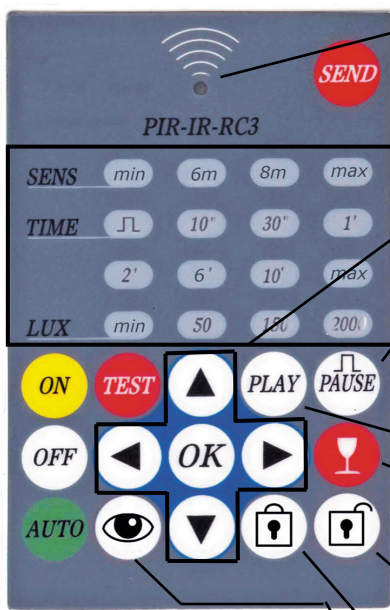 SEND
PIR-IR-RC3
SENS min 6m 8m max
TIME 10" 30" 1'
2' 6' 10' max
LUX min 50 150 2000
ON TEST PLAY PAUSE
OFF OK
AUTO